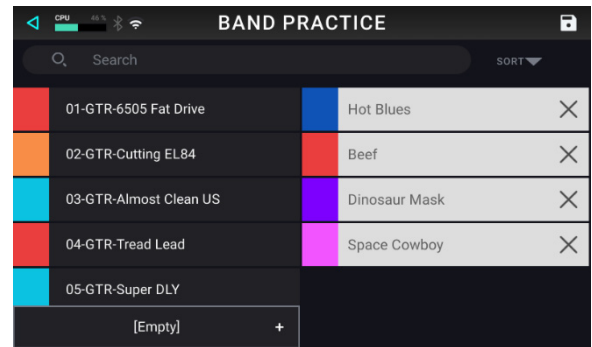 CPU 46 %
BAND PRACTICE
Search
SORT
01-GTR-6505 Fat Drive
02-GTR-Cutting EL84
03-GTR-Almost Clean US
04-GTR-Tread Lead
05-GTR-Super DLY
[Empty] +
Hot Blues
Beef
Dinosaur Mask
Space Cowboy